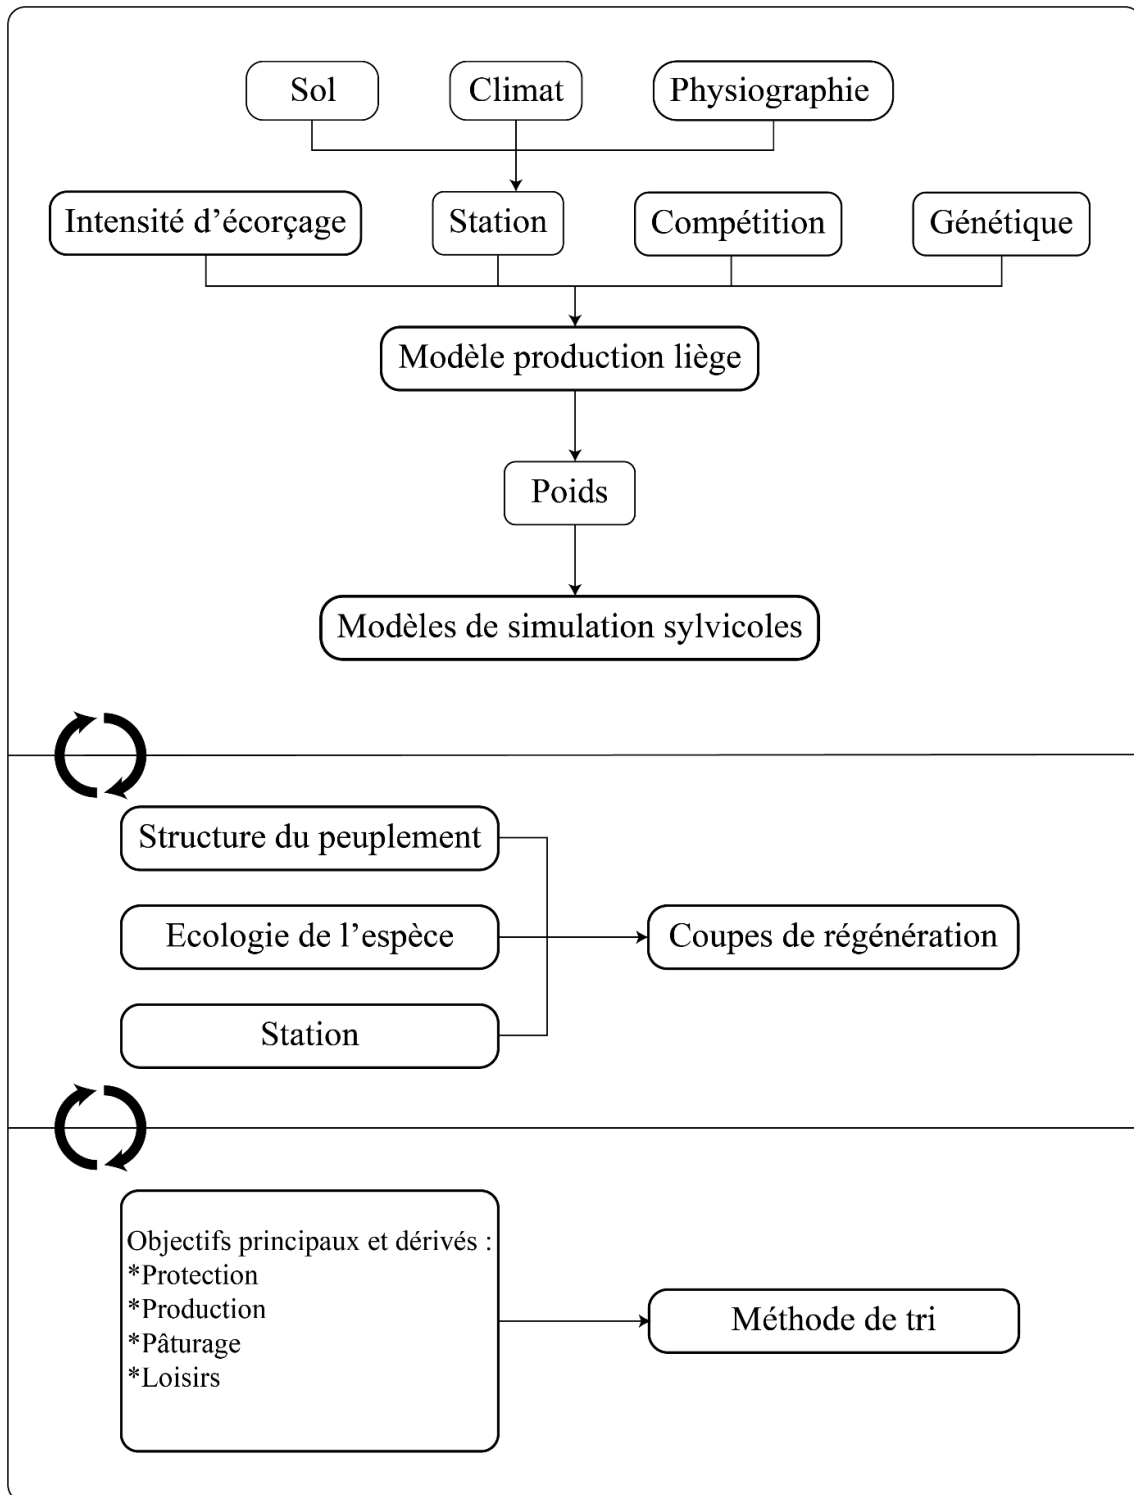 Sol
Climat
Physiographie
Intensité d’écorçage
Station
Compétition
Génétique
Modèle production liège
Poids
Modèles de simulation sylvicoles
Structure du peuplement
Ecologie de l’espèce
Coupes de régénération
Station
Objectifs principaux et dérivés :
*Protection
*Production
*Pâturage
*Loisirs
Méthode de tri